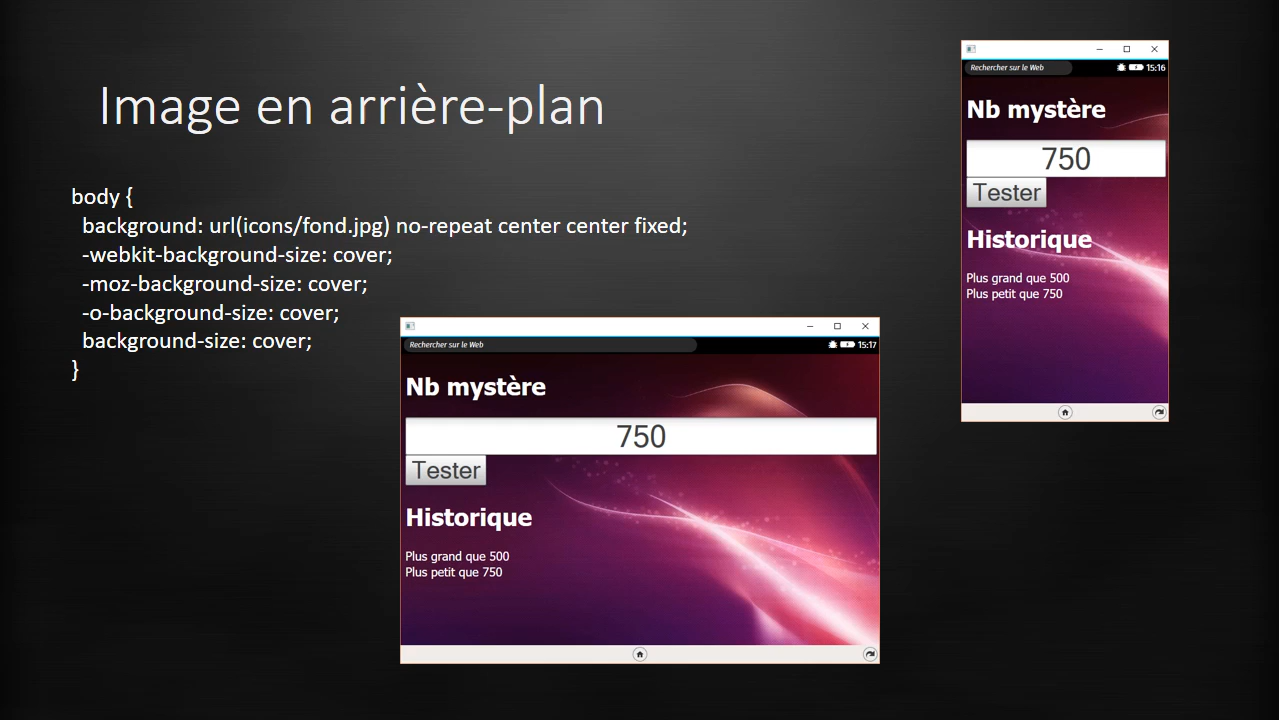 Image en arrière-plan
body {
background: url(icons/fond.jpg) no-repeat center center fixed;
-webkit-background-size: cover;
-moz-background-size: cover;
-o-background-size: cover;
background-size: cover;
}
Rechercher sur le Web 15:17
Nb mystère
750
Tester
Historique
Plus grand que 500
Plus petit que 750
Rechercher sur le Web 15:16
Nb mystère
750
Tester
Historique
Plus grand que 500
Plus petit que 750